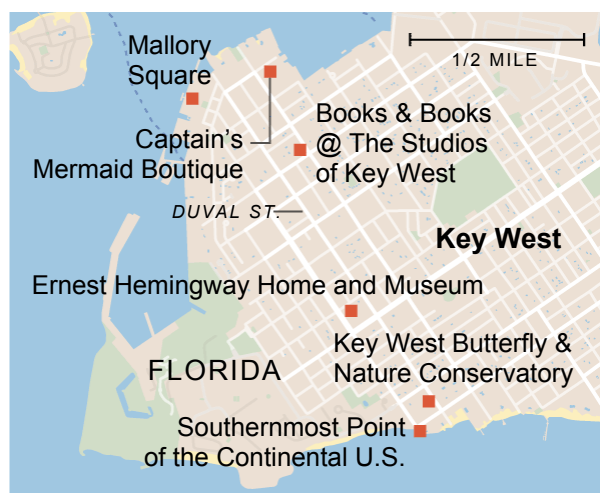 Mallory
Square
1/2 MILE
Captain’s
Mermaid Boutique
Books & Books
@ The Studios
of Key West
DUVAL ST.
Key West
Ernest Hemingway Home and Museum
Key West Butterfly &
Nature Conservatory
FLORIDA
Southernmost Point
of the Continental U.S.